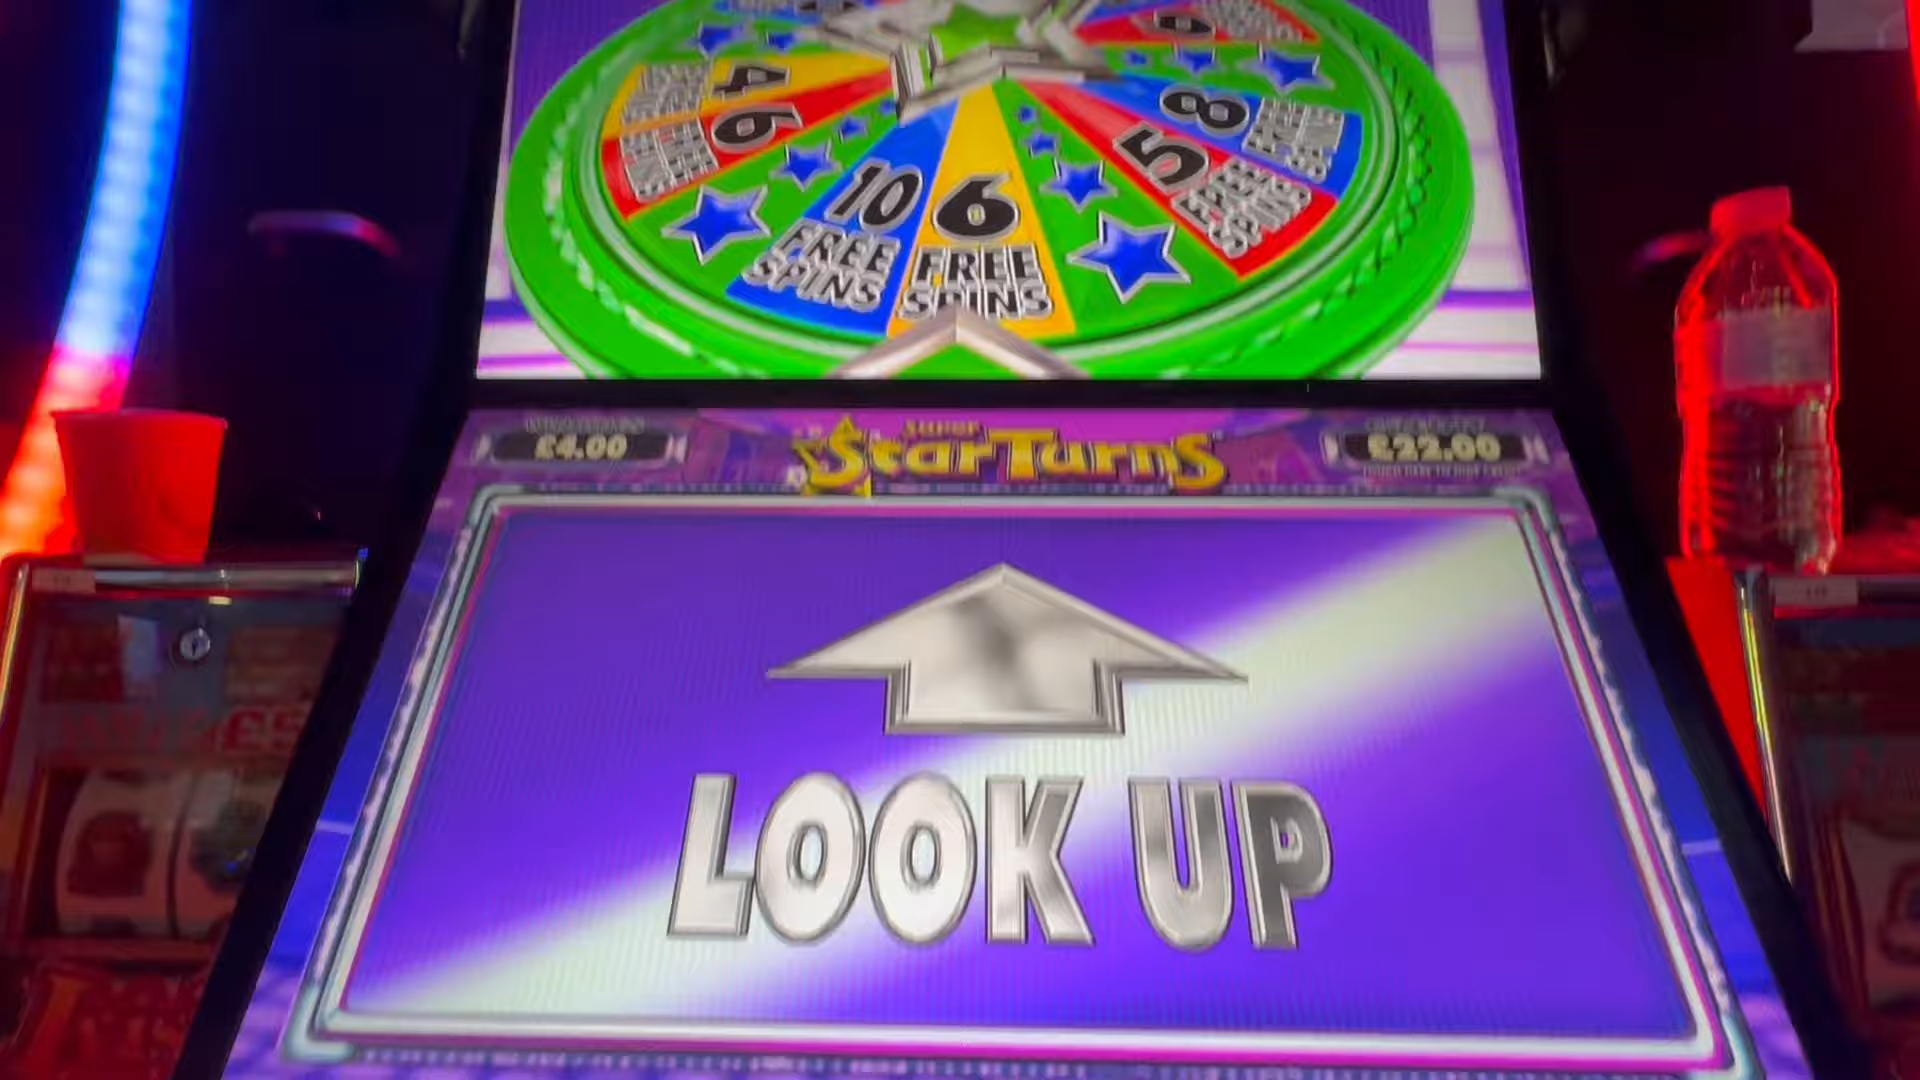 4
6
10
FREE
SPINS
6
FREE
SPINS
5
FREE
SPINS
8
FREE
SPINS
£4.00
SUPER
StarTurns
£22.00
LOOK UP
£5